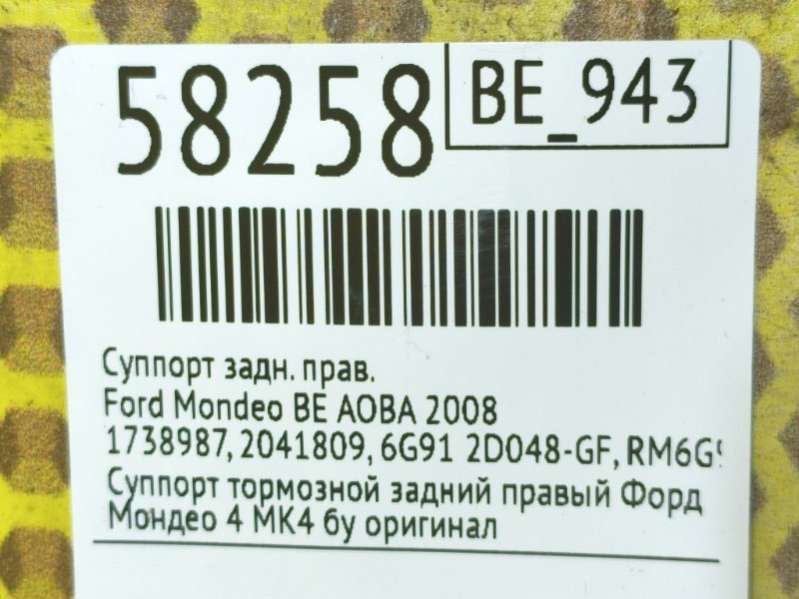 58258
BE_943
Суппорт задн. прав.
Ford Mondeo BE AOBA 2008
1738987, 2041809, 6G91 2D048-GF,
Суппорт тормозной задний правый Форд
Мондео 4 МК4 бу оригинал